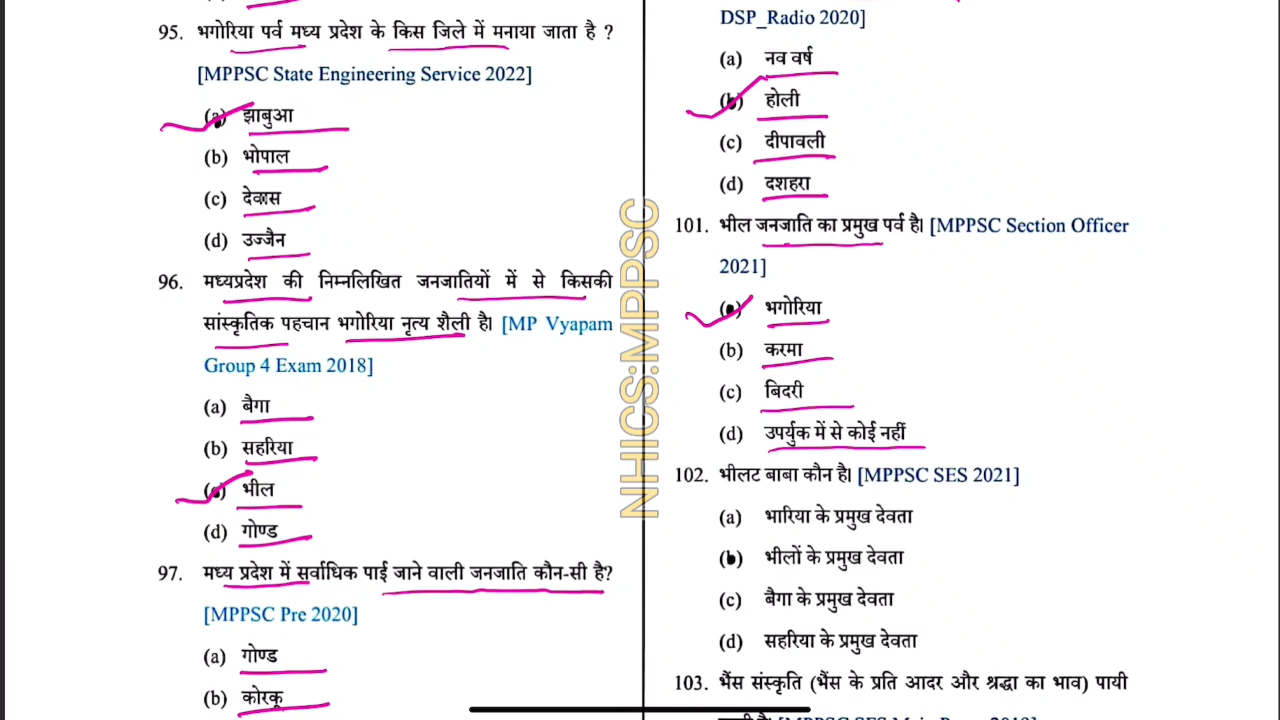 95. भगोरिया पर्व मध्य प्रदेश के किस जिले में मनाया जाता है ?
[MPPSC State Engineering Service 2022]
(a) झाबुआ
(b) भोपाल
(c) देवास
(d) उज्जैन
96. मध्यप्रदेश की निम्नलिखित जनजातियों में से किसकी
सांस्कृतिक पहचान भगोरिया नृत्य शैली है। [MP Vyapam
Group 4 Exam 2018]
(a) बैगा
(b) सहरिया
(c) भील
(d) गोण्ड
97. मध्य प्रदेश में सर्वाधिक पाई जाने वाली जनजाति कौन-सी है?
[MPPSC Pre 2020]
(a) गोण्ड
(b) कोरकू
NHICS:MPPSC
DSP_Radio 2020]
(a) नव वर्ष
(b) होली
(c) दीपावली
(d) दशहरा
101. भील जनजाति का प्रमुख पर्व है। [MPPSC Section Officer
2021]
(a) भगोरिया
(b) करमा
(c) बिदरी
(d) उपर्युक में से कोई नहीं
102. भीलट बाबा कौन है। [MPPSC SES 2021]
(a) भारिया के प्रमुख देवता
(b) भीलों के प्रमुख देवता
(c) बैगा के प्रमुख देवता
(d) सहरिया के प्रमुख देवता
103. भैंस संस्कृति (भैंस के प्रति आदर और श्रद्धा का भाव) पायी